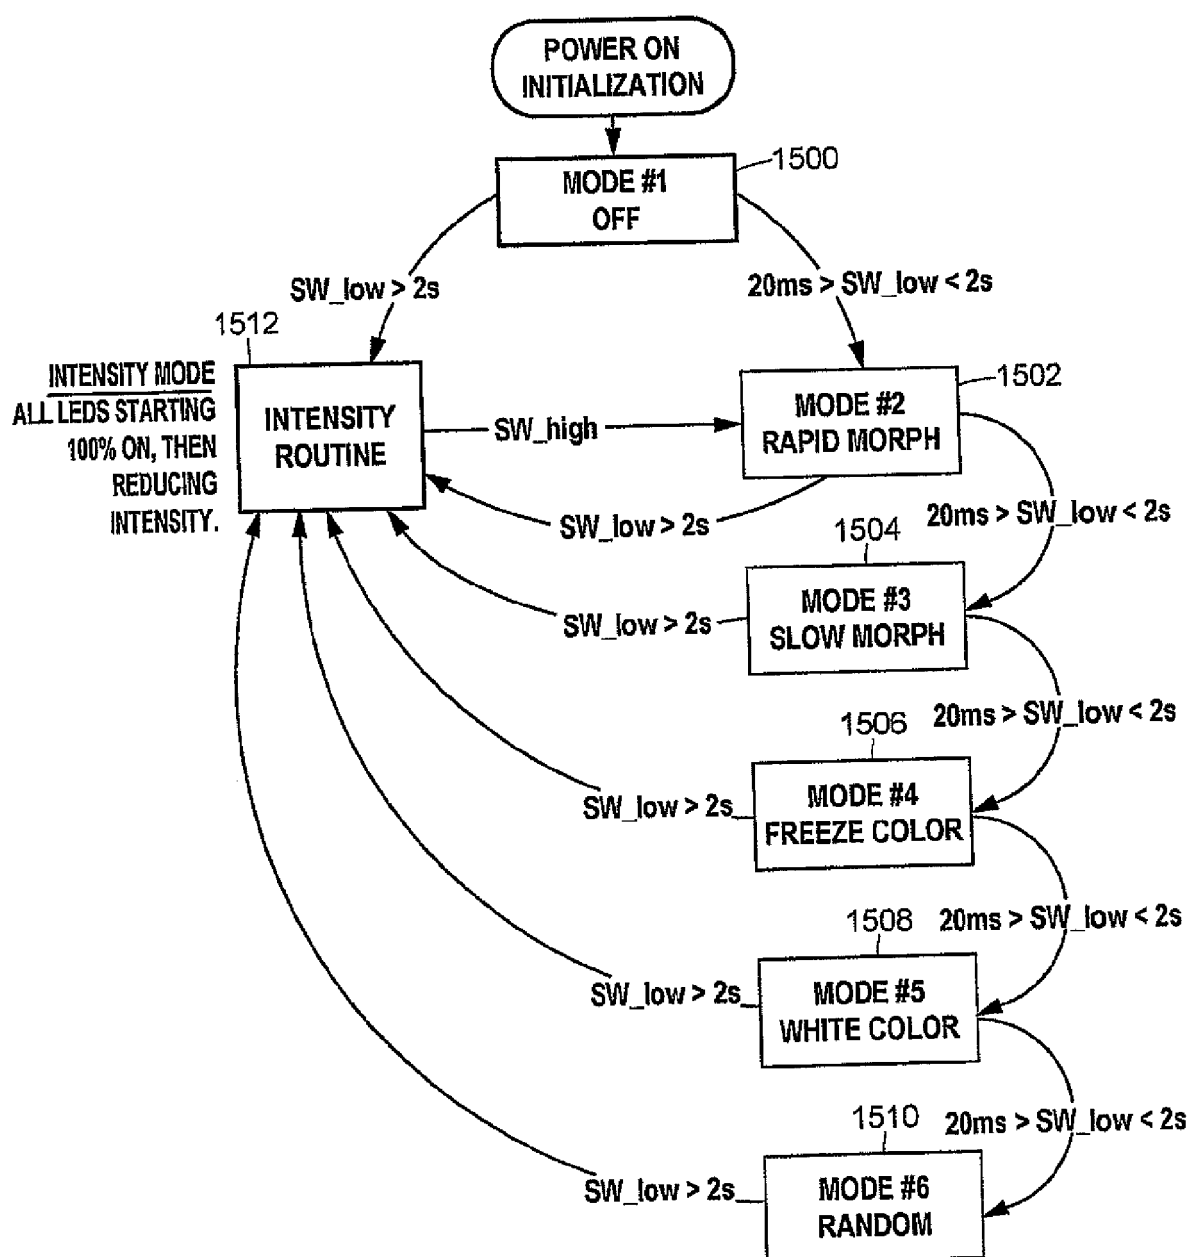 POWER ON
INITIALIZATION
1500
MODE #1
OFF
SW_low > 2s
20ms > SW_low < 2s
1512
INTENSITY MODE
ALL LEDS STARTING
100% ON, THEN
REDUCING
INTENSITY.
INTENSITY
ROUTINE
SW_high
1502
MODE #2
RAPID MORPH
SW_low > 2s
20ms > SW_low < 2s
1504
MODE #3
SLOW MORPH
SW_low > 2s
20ms > SW_low < 2s
1506
MODE #4
FREEZE COLOR
SW_low > 2s
20ms > SW_low < 2s
1508
MODE #5
WHITE COLOR
SW_low > 2s
20ms > SW_low < 2s
1510
MODE #6
RANDOM
SW_low > 2s